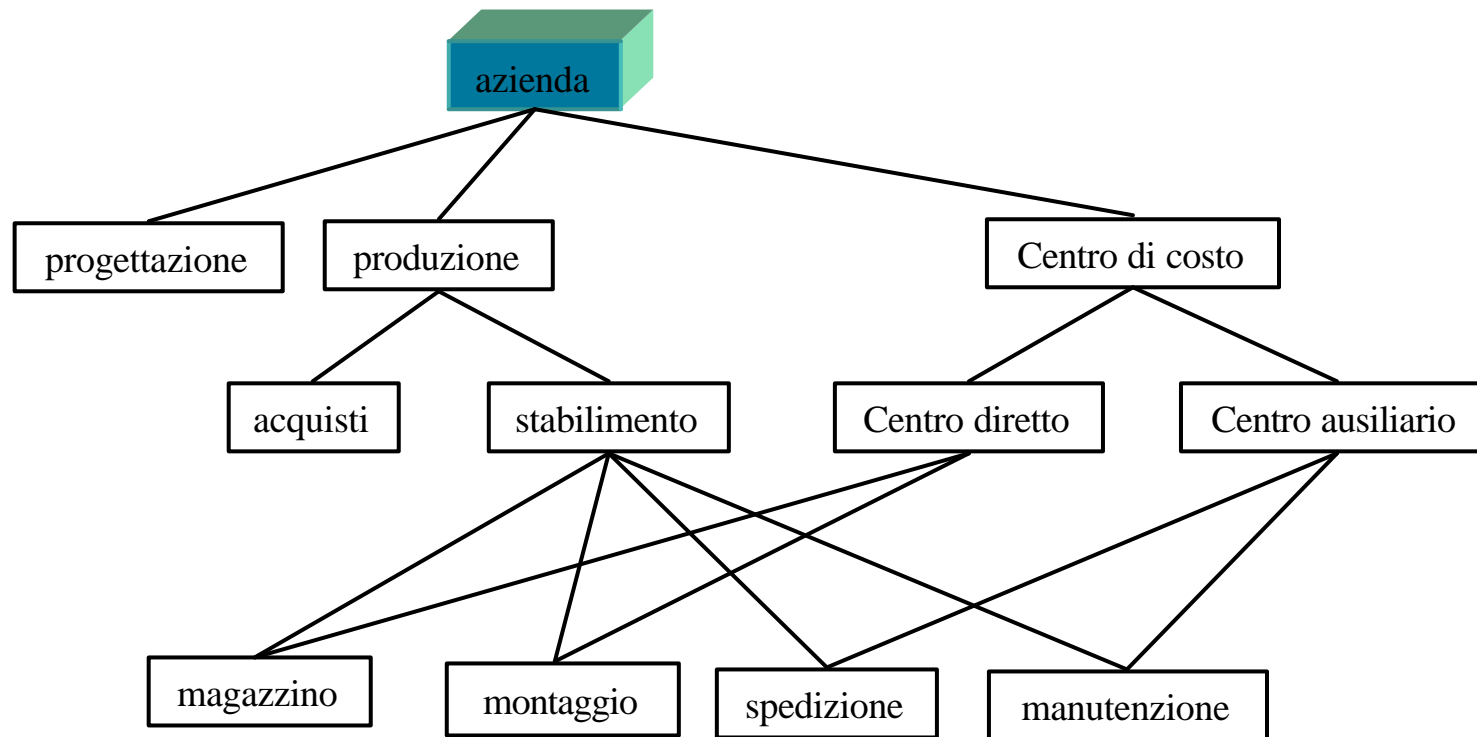 azienda
progettazione
produzione
Centro di costo
acquisti
stabilimento
Centro diretto
Centro ausiliario
magazzino
montaggio
spedizione
manutenzione